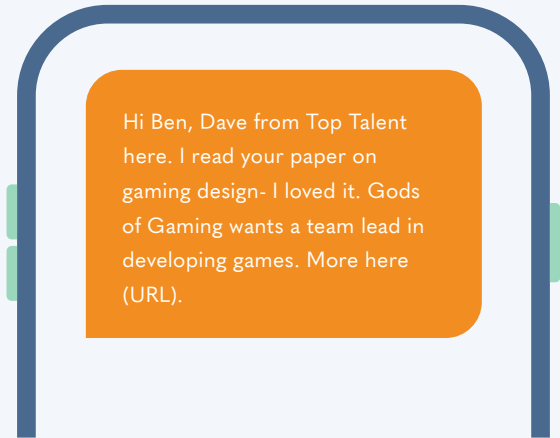 Hi Ben, Dave from Top Talent
here. I read your paper on
gaming design- I loved it. Gods
of Gaming wants a team lead in
developing games. More here
(URL).